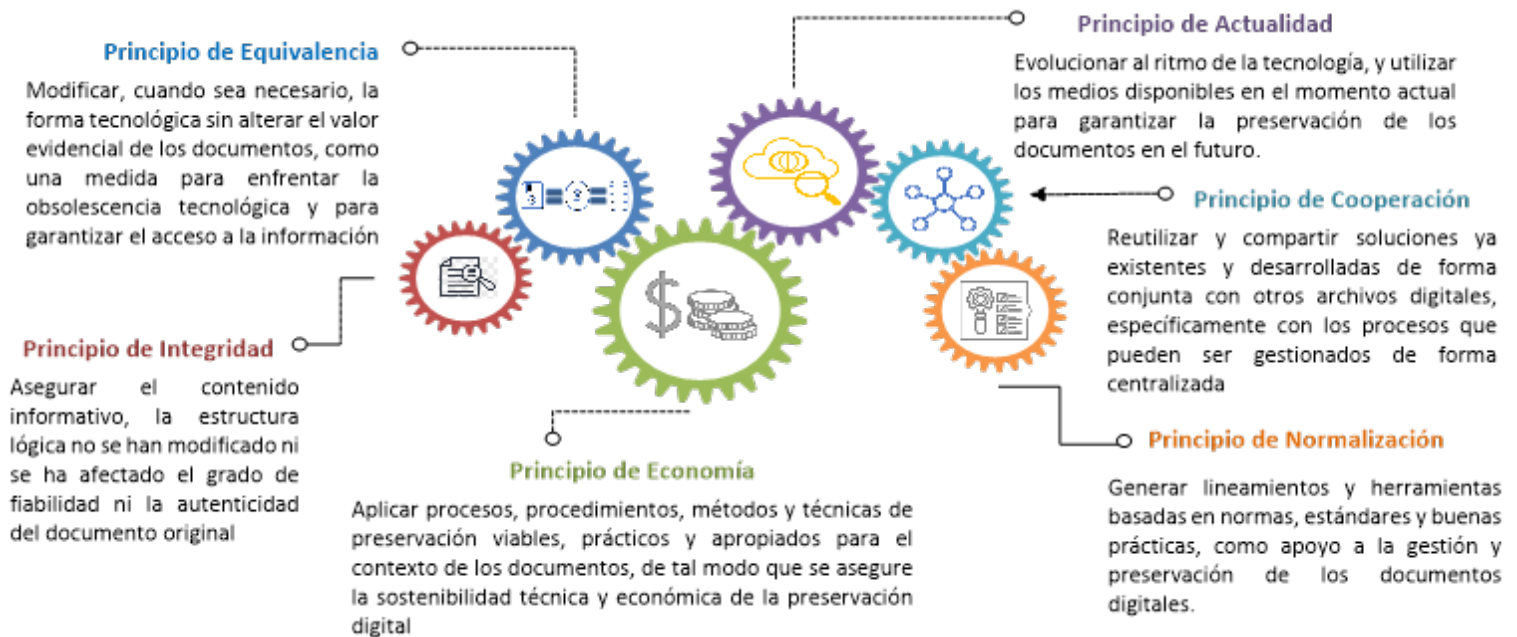 Principio de Equivalencia
Modificar, cuando sea necesario, la
forma tecnológica sin alterar el valor
evidencial de los documentos, como
una medida para enfrentar la
obsolescencia tecnológica y para
garantizar el acceso a la información
Principio de Integridad
Asegurar el contenido
informativo, la estructura
lógica no se han modificado ni
se ha afectado el grado de
fiabilidad ni la autenticidad
del documento original
Principio de Economía
Aplicar procesos, procedimientos, métodos y técnicas de
preservación viables, prácticos y apropiados para el
contexto de los documentos, de tal modo que se asegure
la sostenibilidad técnica y económica de la preservación
digital
Principio de Actualidad
Evolucionar al ritmo de la tecnología, y utilizar
los medios disponibles en el momento actual
para garantizar la preservación de los
documentos en el futuro.
Principio de Cooperación
Reutilizar y compartir soluciones ya
existentes y desarrolladas de forma
conjunta con otros archivos digitales,
específicamente con los procesos que
pueden ser gestionados de forma
centralizada
Principio de Normalización
Generar lineamientos y herramientas
basadas en normas, estándares y buenas
prácticas, como apoyo a la gestión y
preservación de los documentos
digitales.
$